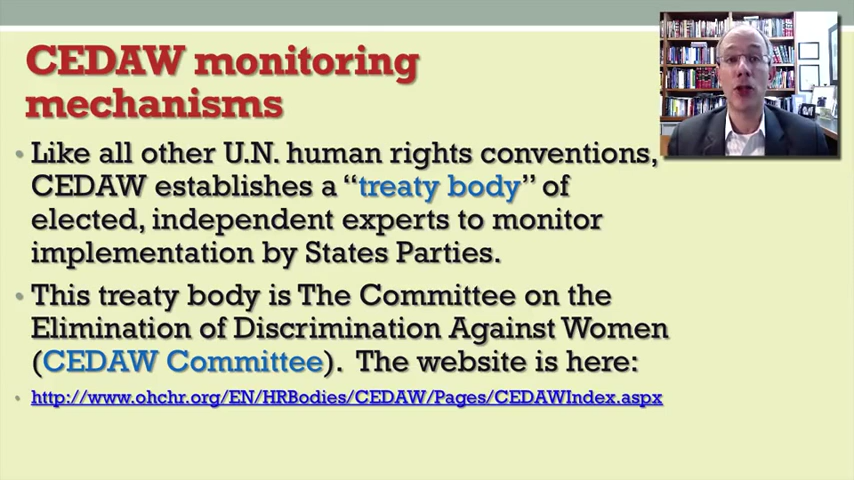 CEDAW monitoring
mechanisms
• Like all other U.N. human rights conventions,
CEDAW establishes a “treaty body” of
elected, independent experts to monitor
implementation by States Parties.
• This treaty body is The Committee on the
Elimination of Discrimination Against Women
(CEDAW Committee). The website is here:
• http://www.ohchr.org/EN/HRBodies/CEDAW/Pages/CEDAWIndex.aspx